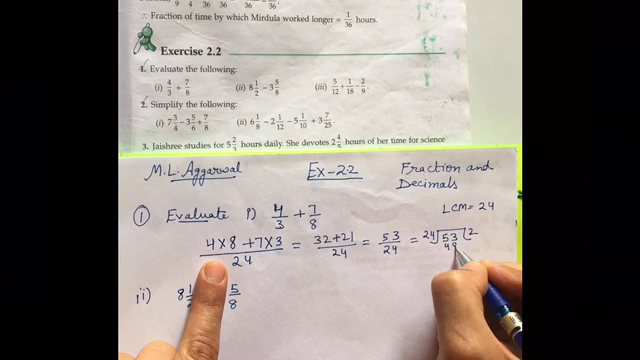 ∴ Fraction of time by which Mirdula worked longer = 1/36 hours.
Exercise 2.2
1. Evaluate the following:
(i) 4/3 + 7/8 (ii) 8 1/2 − 3 5/8 (iii) 5/12 + 1/18 − 2/9
2. Simplify the following:
(i) 7 3/4 − 3 5/6 + 7/8 (ii) 6 1/8 − 2 1/12 − 5 1/10 + 3 7/25
3. Jaishree studies for 5 2/3 hours daily. She devotes 2 4/5 hours of her time for science
M.L. Aggarwal Ex-2.2 Fraction and
Decimals
LCM = 24
① Evaluate i) 4/3 + 7/8
4×8 + 7×3 / 24 = 32+21 / 24 = 53/24 = 24) 53 (2
48
ii) 8 1/2 5/8